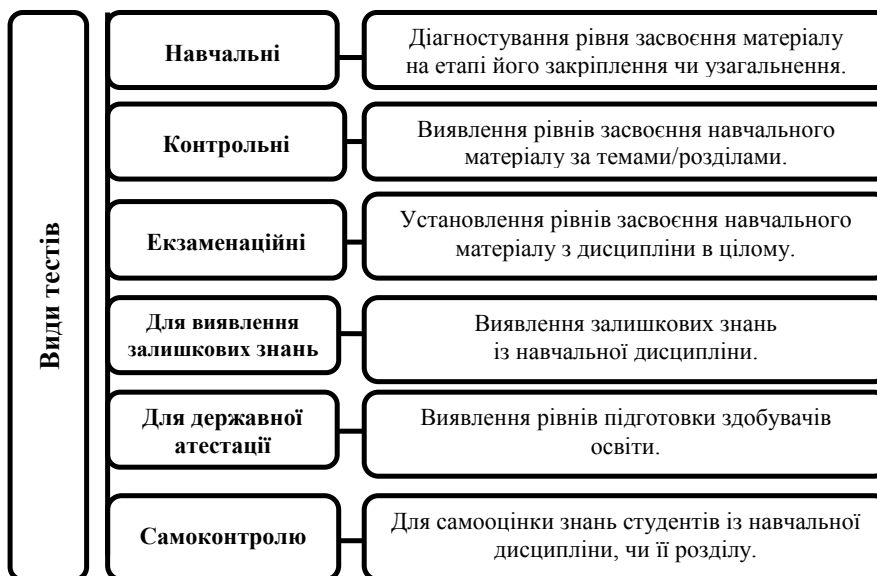 Види тестів
Навчальні
Діагностування рівня засвоєння матеріалу
на етапі його закріплення чи узагальнення.
Контрольні
Виявлення рівнів засвоєння навчального
матеріалу за темами/розділами.
Екзаменаційні
Установлення рівнів засвоєння навчального
матеріалу з дисципліни в цілому.
Для виявлення
залишкових знань
Виявлення залишкових знань
із навчальної дисципліни.
Для державної
атестації
Виявлення рівнів підготовки здобувачів
освіти.
Самоконтролю
Для самооцінки знань студентів із навчальної
дисципліни, чи її розділу.